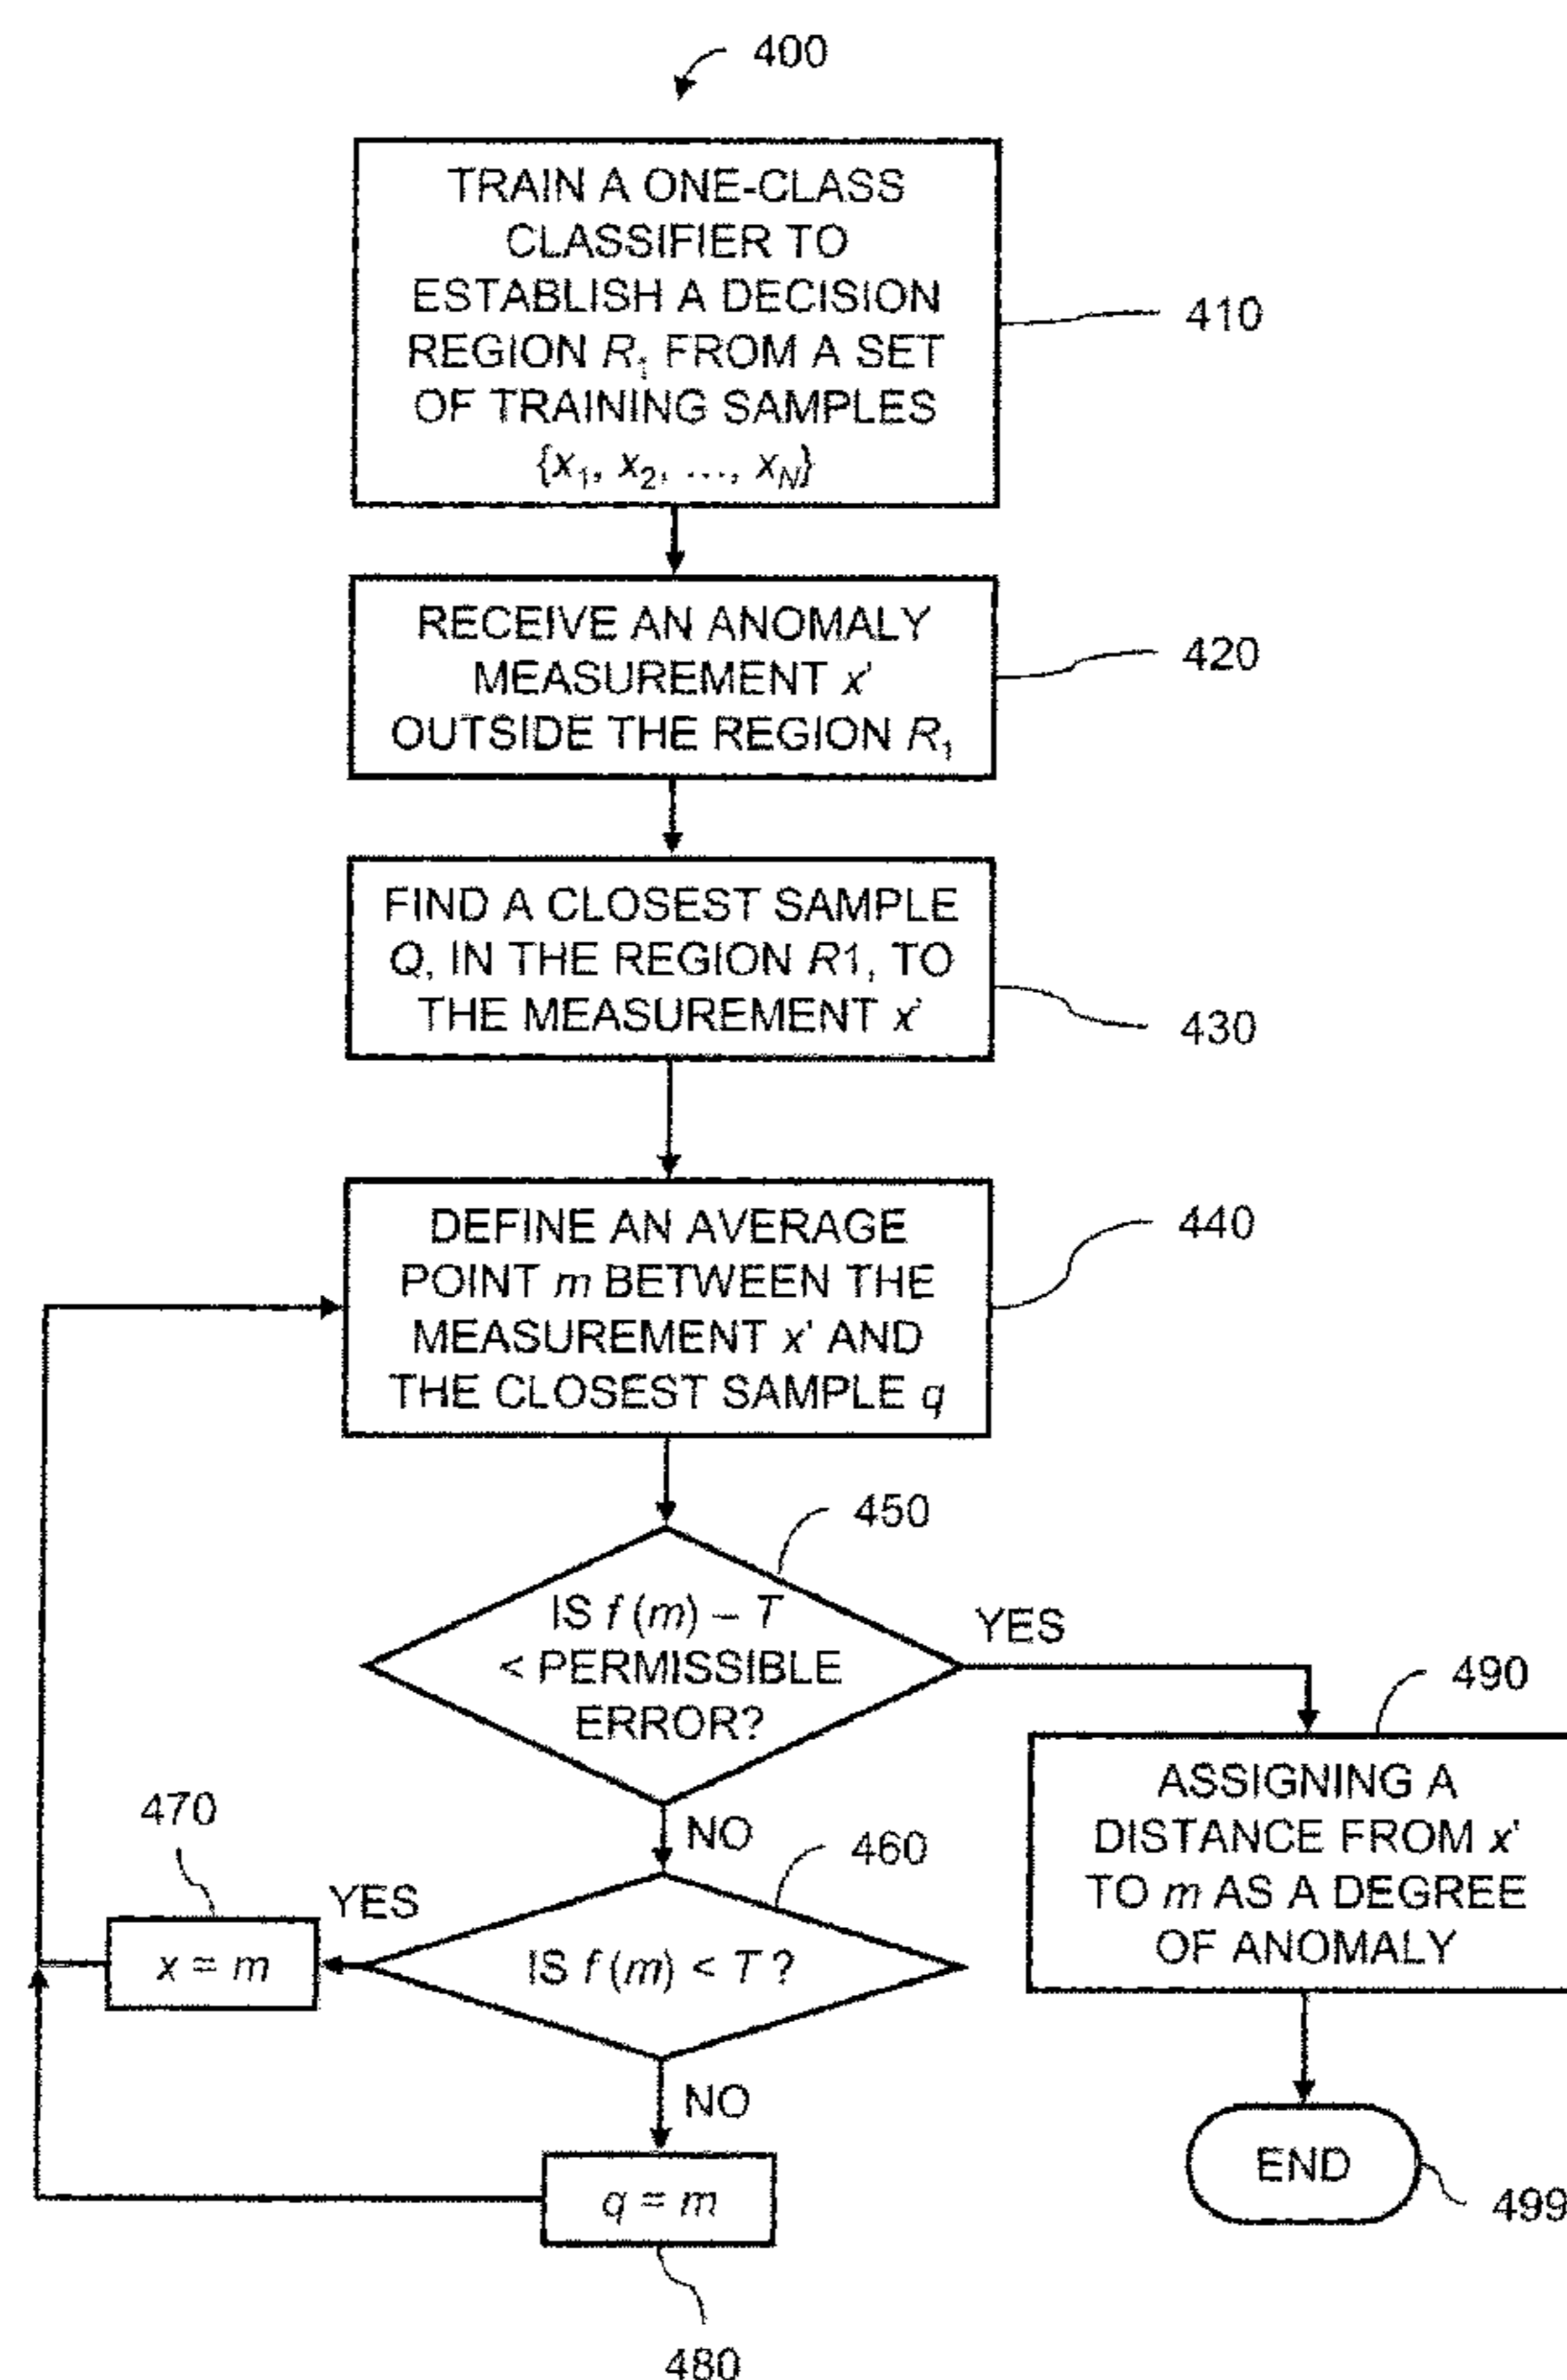 400
TRAIN A ONE-CLASS
CLASSIFIER TO
ESTABLISH A DECISION
REGION R₁ FROM A SET
OF TRAINING SAMPLES
{x₁, x₂, ..., x_N}
410
RECEIVE AN ANOMALY
MEASUREMENT x'
OUTSIDE THE REGION R₁
420
FIND A CLOSEST SAMPLE
Q, IN THE REGION R1, TO
THE MEASUREMENT x'
430
DEFINE AN AVERAGE
POINT m BETWEEN THE
MEASUREMENT x' AND
THE CLOSEST SAMPLE q
440
450
IS f (m) – T
< PERMISSIBLE
ERROR?
YES
NO
490
ASSIGNING A
DISTANCE FROM x'
TO m AS A DEGREE
OF ANOMALY
460
IS f (m) < T ?
YES
470
x = m
NO
q = m
480
END
499